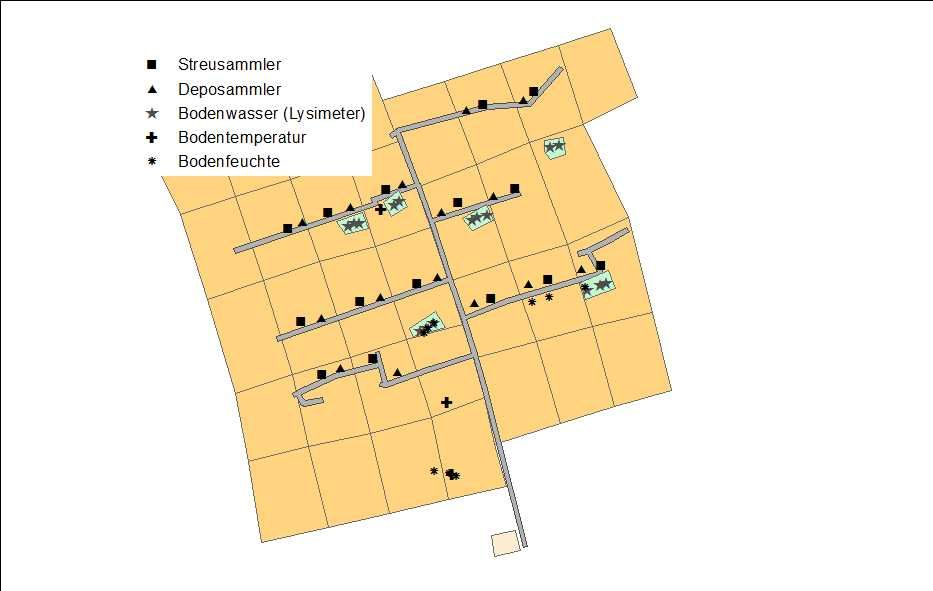 Streusammler
Deposammler
Bodenwasser (Lysimeter)
Bodentemperatur
Bodenfeuchte